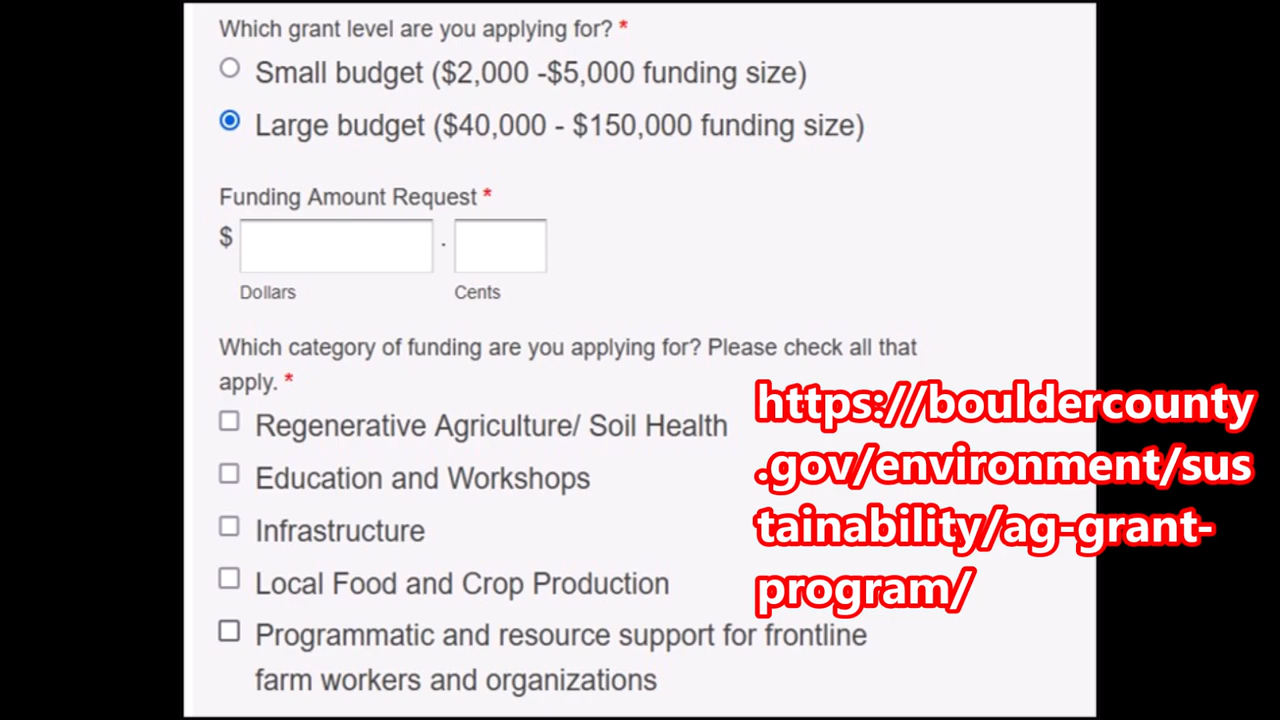 Which grant level are you applying for? *
Small budget ($2,000 -$5,000 funding size)
Large budget ($40,000 - $150,000 funding size)
Funding Amount Request *
$ .
Dollars Cents
Which category of funding are you applying for? Please check all that
apply. *
Regenerative Agriculture/ Soil Health
Education and Workshops
Infrastructure
Local Food and Crop Production
Programmatic and resource support for frontline
farm workers and organizations
https://bouldercounty
.gov/environment/sus
tainability/ag-grant-
program/